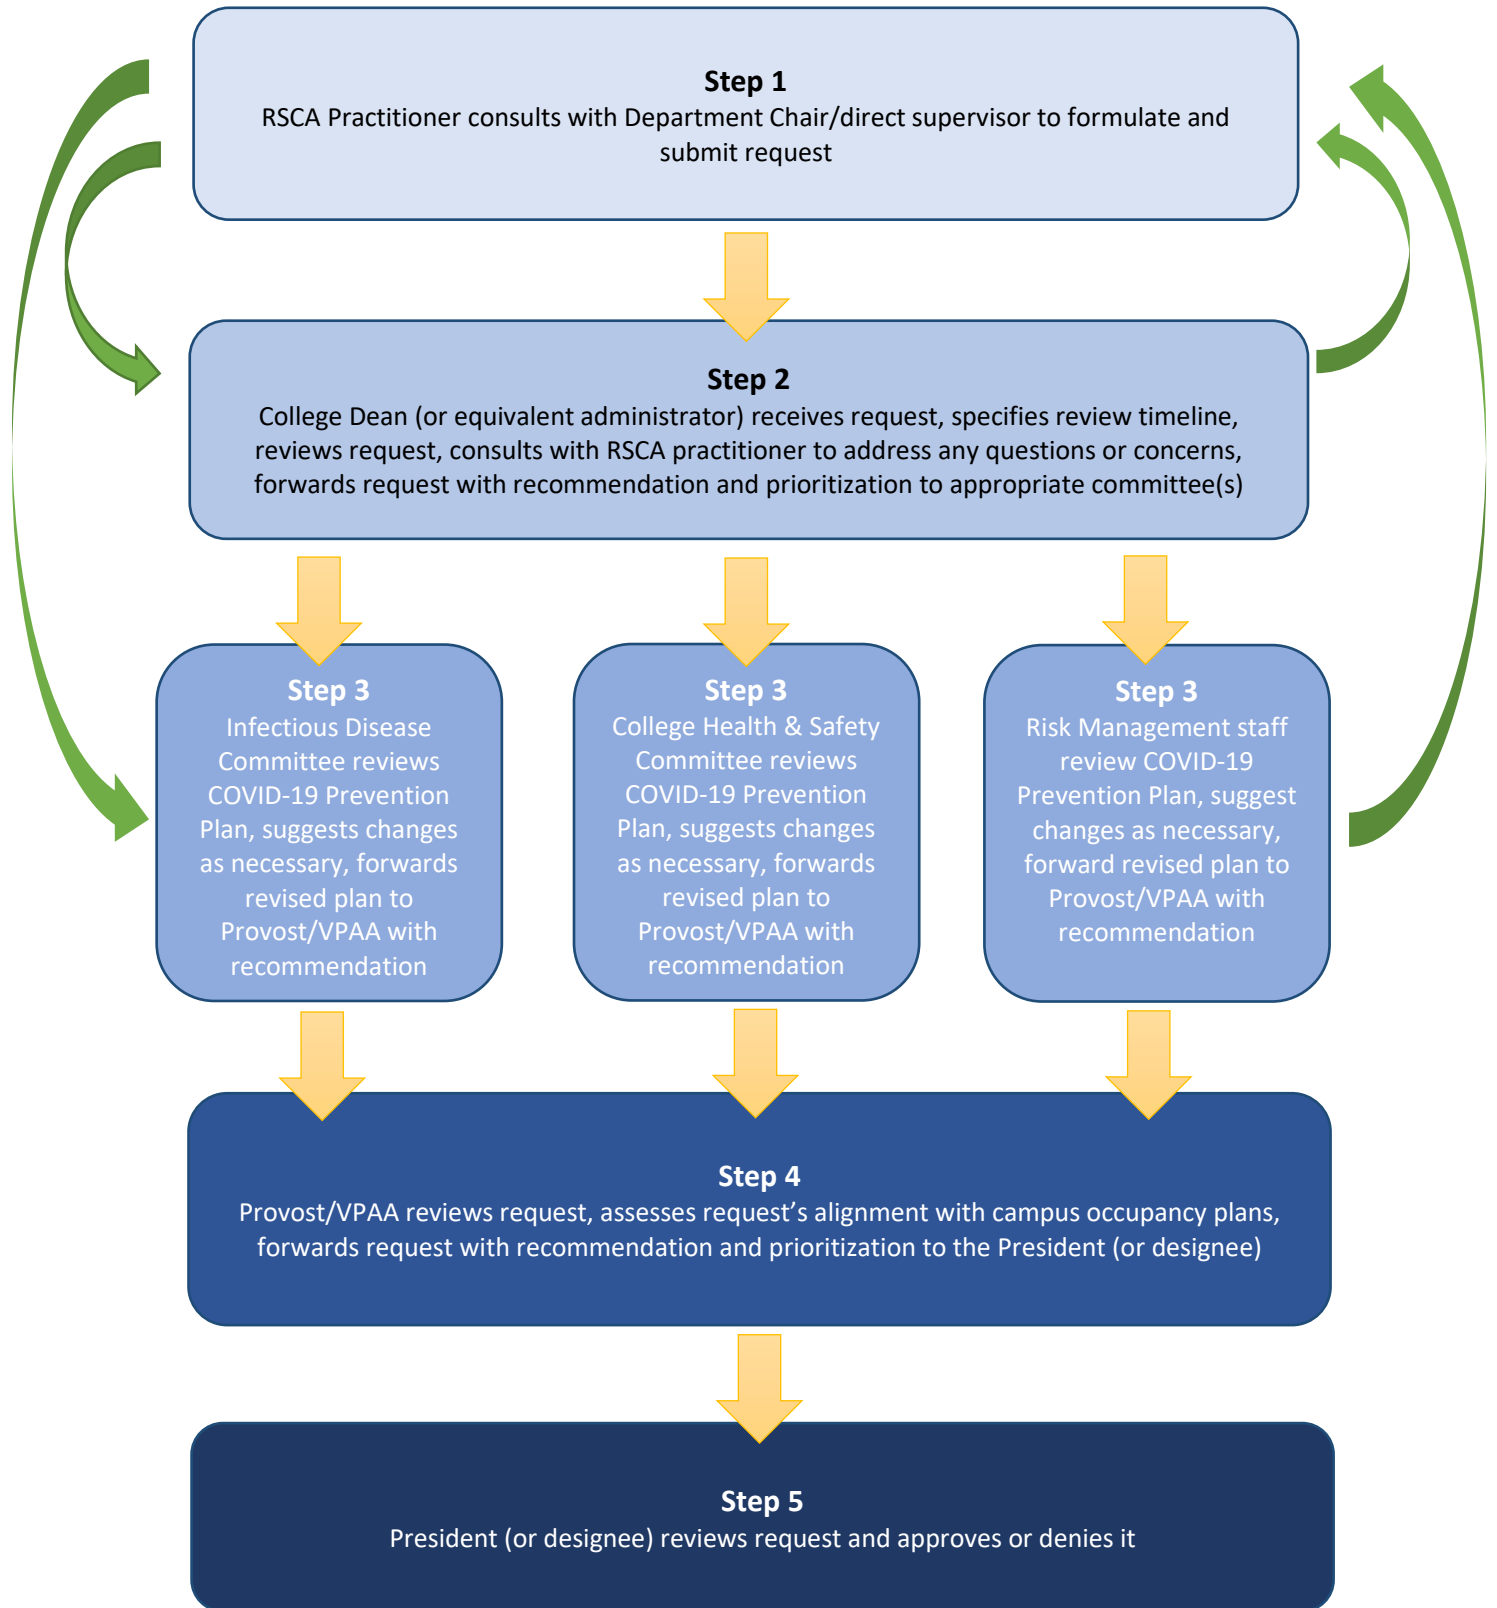 Step 1
RSCA Practitioner consults with Department Chair/direct supervisor to formulate and
submit request
Step 2
College Dean (or equivalent administrator) receives request, specifies review timeline,
reviews request, consults with RSCA practitioner to address any questions or concerns,
forwards request with recommendation and prioritization to appropriate committee(s)
Step 3
Infectious Disease
Committee reviews
COVID-19 Prevention
Plan, suggests changes
as necessary, forwards
revised plan to
Provost/VPAA with
recommendation
Step 3
College Health & Safety
Committee reviews
COVID-19 Prevention
Plan, suggests changes
as necessary, forwards
revised plan to
Provost/VPAA with
recommendation
Step 3
Risk Management staff
review COVID-19
Prevention Plan, suggest
changes as necessary,
forward revised plan to
Provost/VPAA with
recommendation
Step 4
Provost/VPAA reviews request, assesses request’s alignment with campus occupancy plans,
forwards request with recommendation and prioritization to the President (or designee)
Step 5
President (or designee) reviews request and approves or denies it